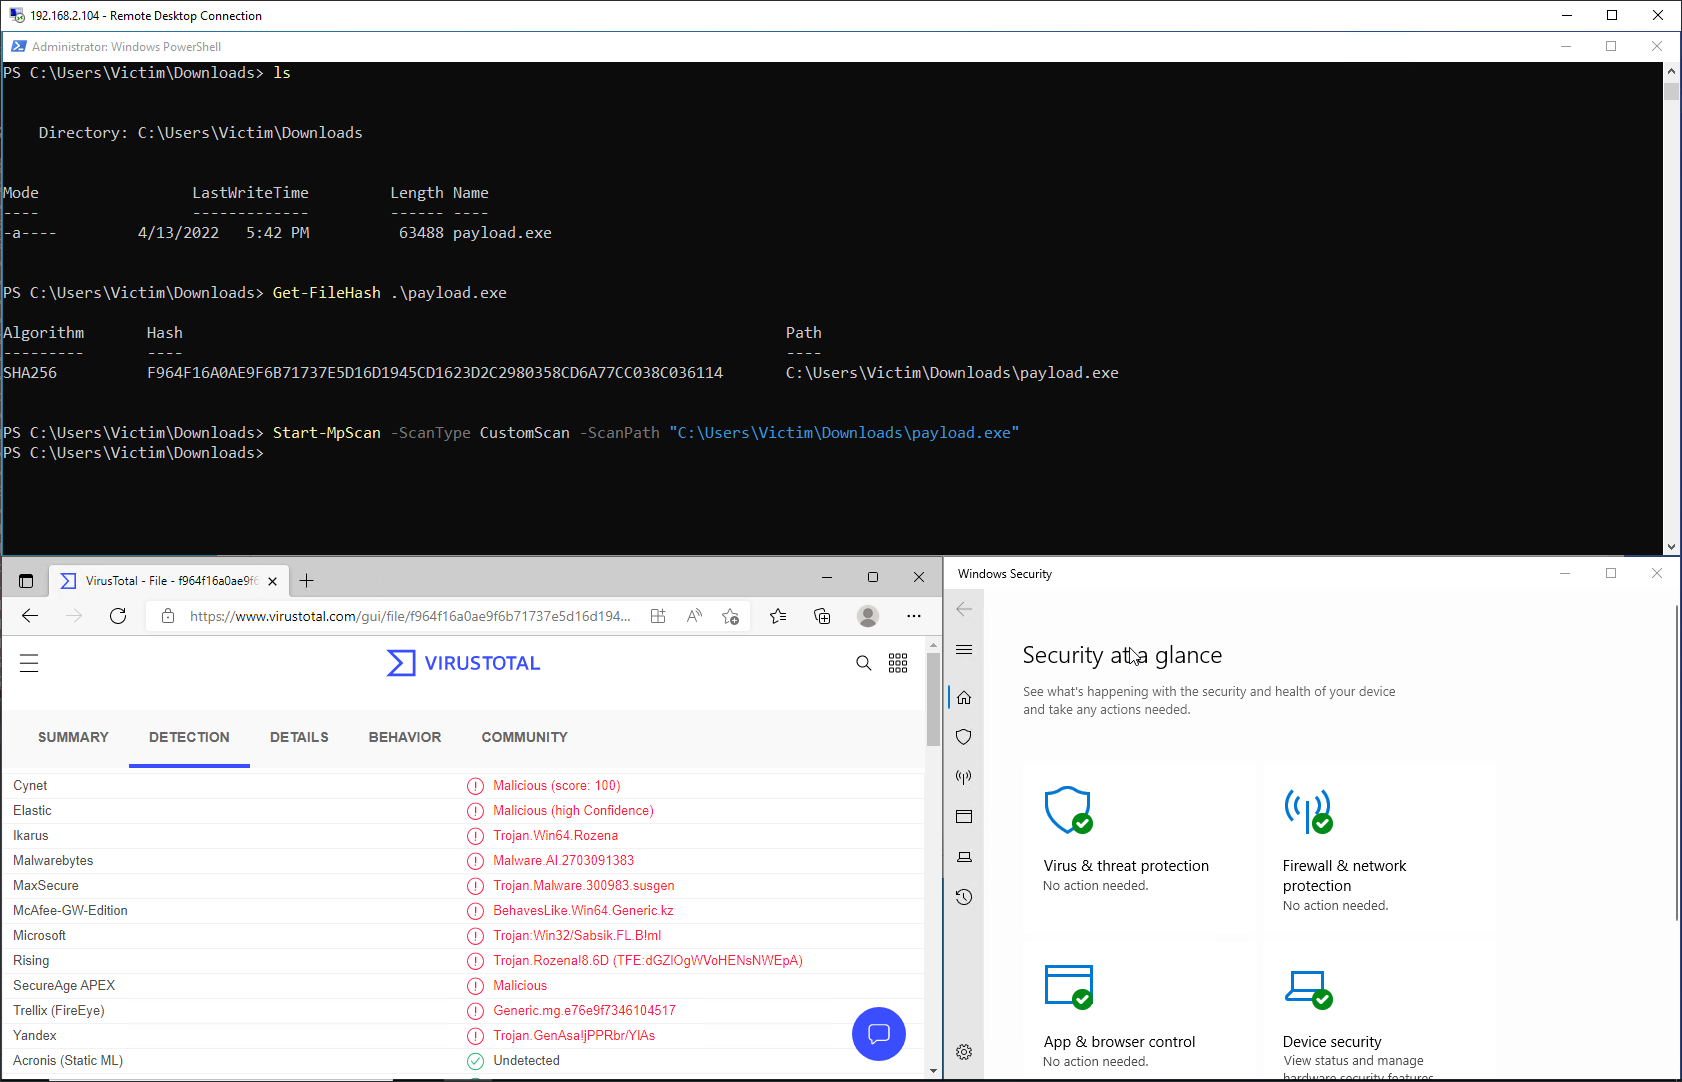 192.168.2.104 - Remote Desktop Connection
Administrator: Windows PowerShell
PS C:\Users\Victim\Downloads> ls
Directory: C:\Users\Victim\Downloads
Mode LastWriteTime Length Name
---- ------------- ------ ----
-a---- 4/13/2022 5:42 PM 63488 payload.exe
PS C:\Users\Victim\Downloads> Get-FileHash .\payload.exe
Algorithm Hash Path
--------- ---- ----
SHA256 F964F16A0AE9F6B71737E5D16D1945CD1623D2C2980358CD6A77CC038C036114 C:\Users\Victim\Downloads\payload.exe
PS C:\Users\Victim\Downloads> Start-MpScan -ScanType CustomScan -ScanPath "C:\Users\Victim\Downloads\payload.exe"
PS C:\Users\Victim\Downloads>
VirusTotal - File - f964f16a0ae9f6
https://www.virustotal.com/gui/file/f964f16a0ae9f6b71737e5d16d194...
VIRUSTOTAL
SUMMARY DETECTION DETAILS BEHAVIOR COMMUNITY
Cynet Malicious (score: 100)
Elastic Malicious (high Confidence)
Ikarus Trojan.Win64.Rozena
Malwarebytes Malware.AI.2703091383
MaxSecure Trojan.Malware.300983.susgen
McAfee-GW-Edition BehavesLike.Win64.Generic.kz
Microsoft Trojan:Win32/Sabsik.FL.B!ml
Rising Trojan.Rozena!8.6D (TFE:dGZlOgWVoHENsNWEpA)
SecureAge APEX Malicious
Trellix (FireEye) Generic.mg.e76e9f7346104517
Yandex Trojan.GenAsa!jPPRbr/YlAs
Acronis (Static ML) Undetected
Windows Security
Security at a glance
See what's happening with the security and health of your device
and take any actions needed.
Virus & threat protection
No action needed.
Firewall & network
protection
No action needed.
App & browser control
No action needed.
Device security
View status and manage
hardware security features